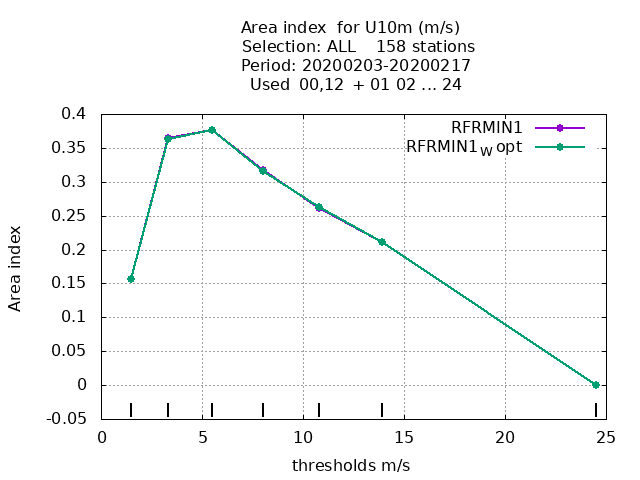 Area index  for U10m (m/s)
Selection: ALL    158 stations
Period: 20200203-20200217
Used  00,12  + 01 02 ... 24
RFRMIN1
RFRMIN1W opt
0.4
0.35
0.3
0.25
0.2
0.15
0.1
0.05
0
-0.05
Area index
0 5 10 15 20 25
thresholds m/s